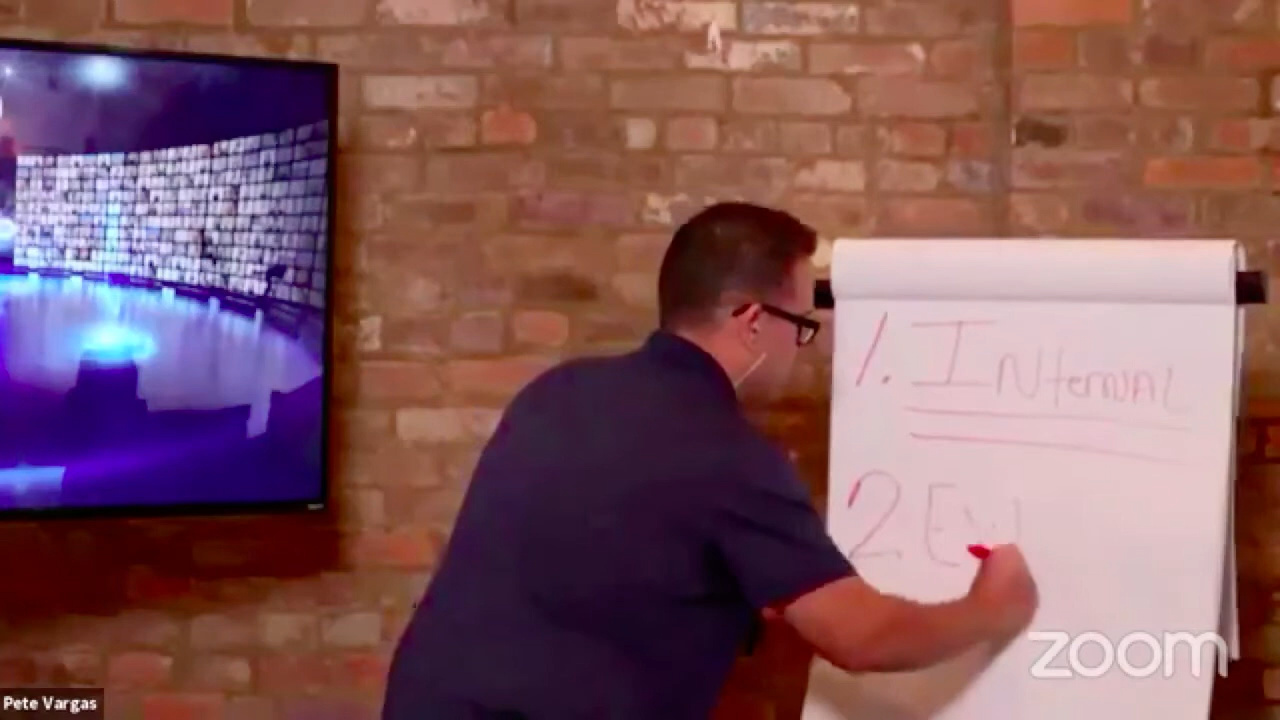 1. Internal
2 Ex
Pete Vargas
zoom